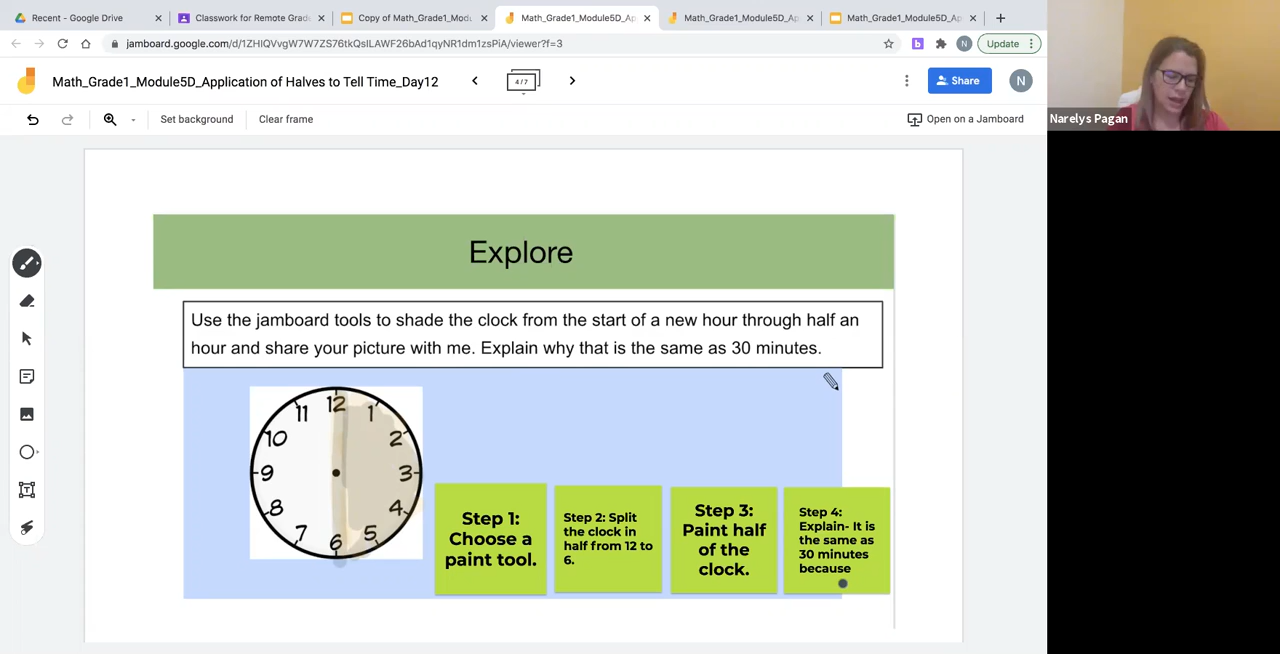 Recent - Google Drive
Classwork for Remote Grad
Copy of Math_Grade1_Modu
Math_Grade1_Module5D_Ap
Math_Grade1_Module5D_Ap
Math_Grade1_Module5D_Ap
jamboard.google.com/d/1ZHIQVvgW7W7ZS76tkQsILAWF26bAd1qyNR1dm1zsPiA/viewer?f=3
b
N
Update
Math_Grade1_Module5D_Application of Halves to Tell Time_Day12
4/7
Share
N
Set background
Clear frame
Open on a Jamboard
Narelys Pagan
Explore
Use the jamboard tools to shade the clock from the start of a new hour through half an
hour and share your picture with me. Explain why that is the same as 30 minutes.
12
11
1
10
2
9
3
8
4
7
5
6
Step 1:
Choose a
paint tool.
Step 2: Split
the clock in
half from 12 to
6.
Step 3:
Paint half
of the
clock.
Step 4:
Explain- It is
the same as
30 minutes
because